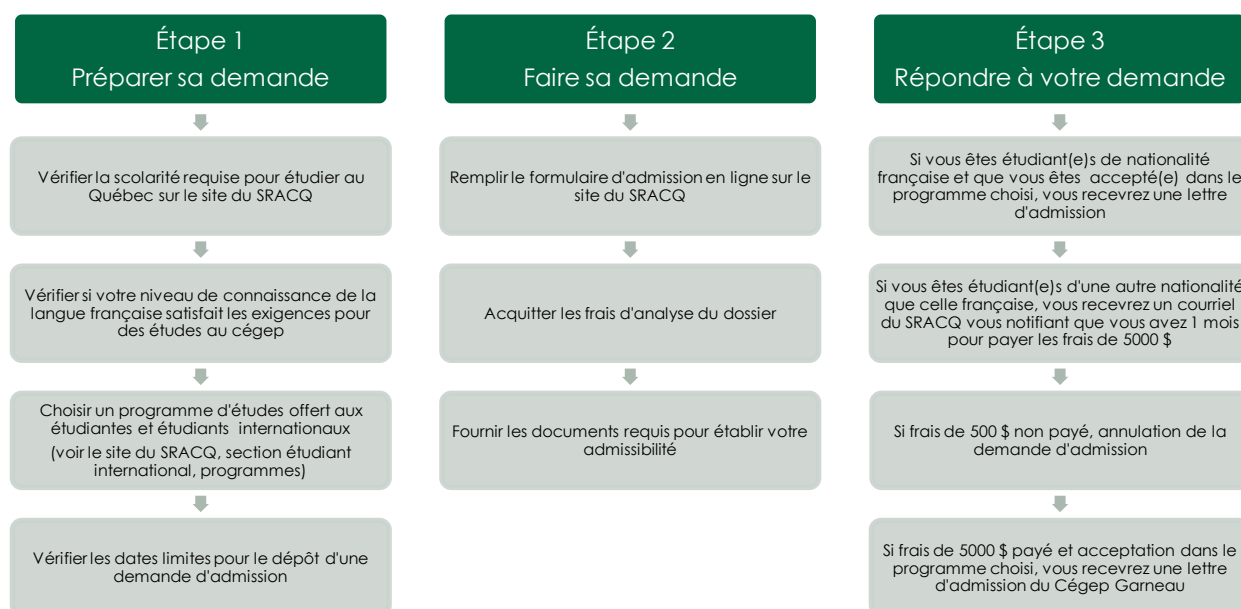 Étape 1
Préparer sa demande
Vérifier la scolarité requise pour étudier au
Québec sur le site du SRACQ
Vérifier si votre niveau de connaissance de la
langue française satisfait les exigences pour
des études au cégep
Choisir un programme d'études offert aux
étudiantes et étudiants internationaux
(voir le site du SRACQ, section étudiant
international, programmes)
Vérifier les dates limites pour le dépôt d'une
demande d'admission
Étape 2
Faire sa demande
Remplir le formulaire d'admission en ligne sur le
site du SRACQ
Acquitter les frais d'analyse du dossier
Fournir les documents requis pour établir votre
admissibilité
Étape 3
Répondre à votre demande
Si vous êtes étudiant(e)s de nationalité
française et que vous êtes accepté(e) dans le
programme choisi, vous recevrez une lettre
d'admission
Si vous êtes étudiant(e)s d'une autre nationalité
que celle française, vous recevrez un courriel
du SRACQ vous notifiant que vous avez 1 mois
pour payer les frais de 5000 $
Si frais de 500 $ non payé, annulation de la
demande d'admission
Si frais de 5000 $ payé et acceptation dans le
programme choisi, vous recevrez une lettre
d'admission du Cégep Garneau